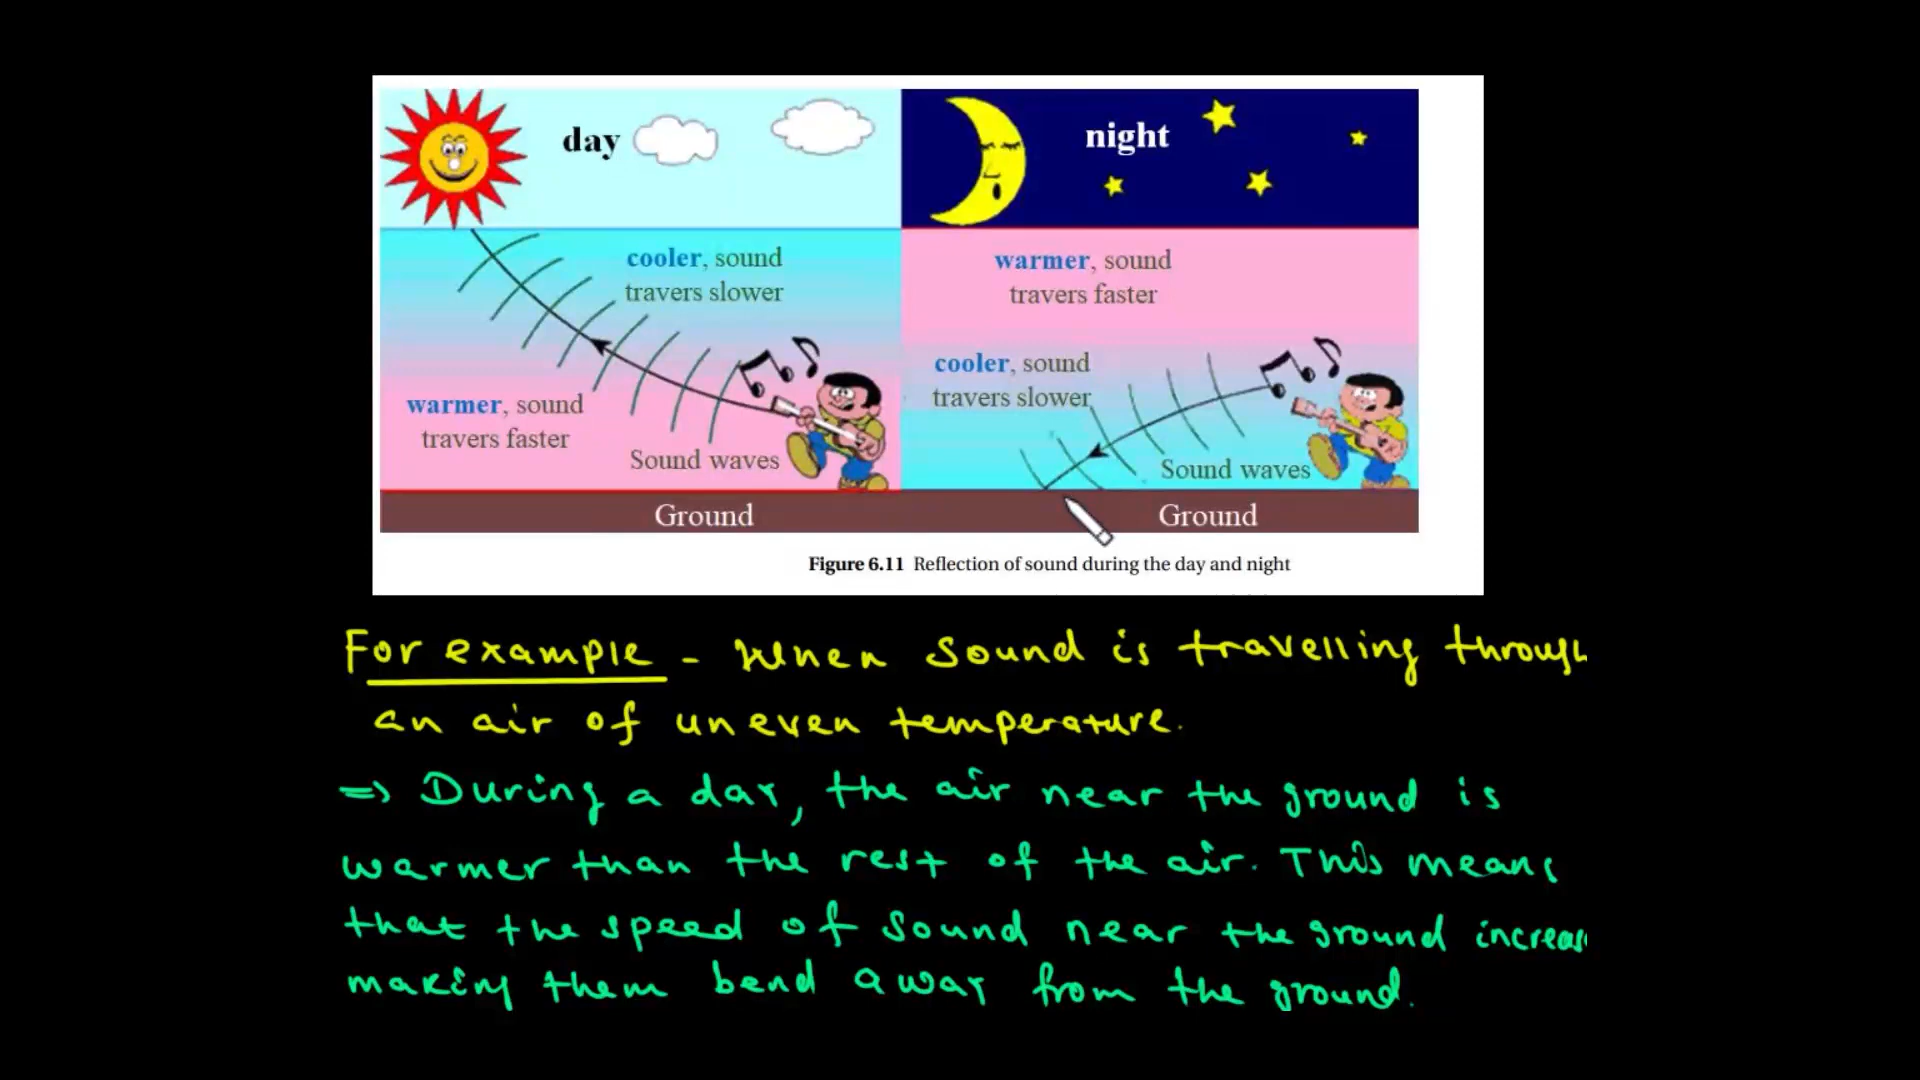 day
night
cooler, sound
travers slower
warmer, sound
travers faster
warmer, sound
travers faster
cooler, sound
travers slower
Sound waves
Sound waves
Ground
Ground
Figure 6.11 Reflection of sound during the day and night
For example - When sound is travelling through
an air of uneven temperature.
=> During a day, the air near the ground is
warmer than the rest of the air. This means
that the speed of sound near the ground increas
making them bend away from the ground.